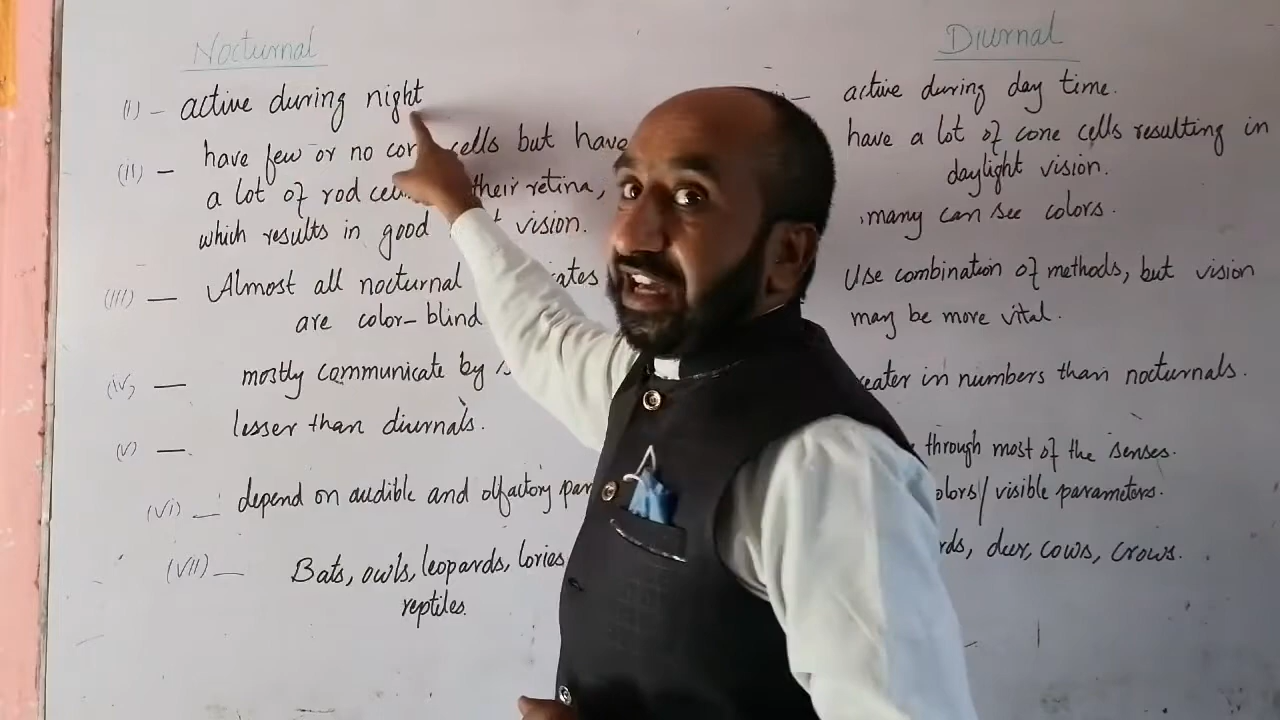 Nocturnal
(i) – active during night
(ii) – have few or no cells but have
a lot of rod their retina,
which results in good vision.
(iii) — Almost all nocturnal
are color-blind
(iv) — mostly communicate by
(v) — lesser than diurnals.
(vi) — depend on audible and olfactory
(vii) — Bats, owls, leopards, lories
reptiles.
Diurnal
active during day time.
have a lot of cone cells resulting in
daylight vision.
many can see colors.
Use combination of methods, but vision
may be more vital.
in numbers than nocturnals.
through most of the senses.
/ visible parameters.
deer, cows, crows.